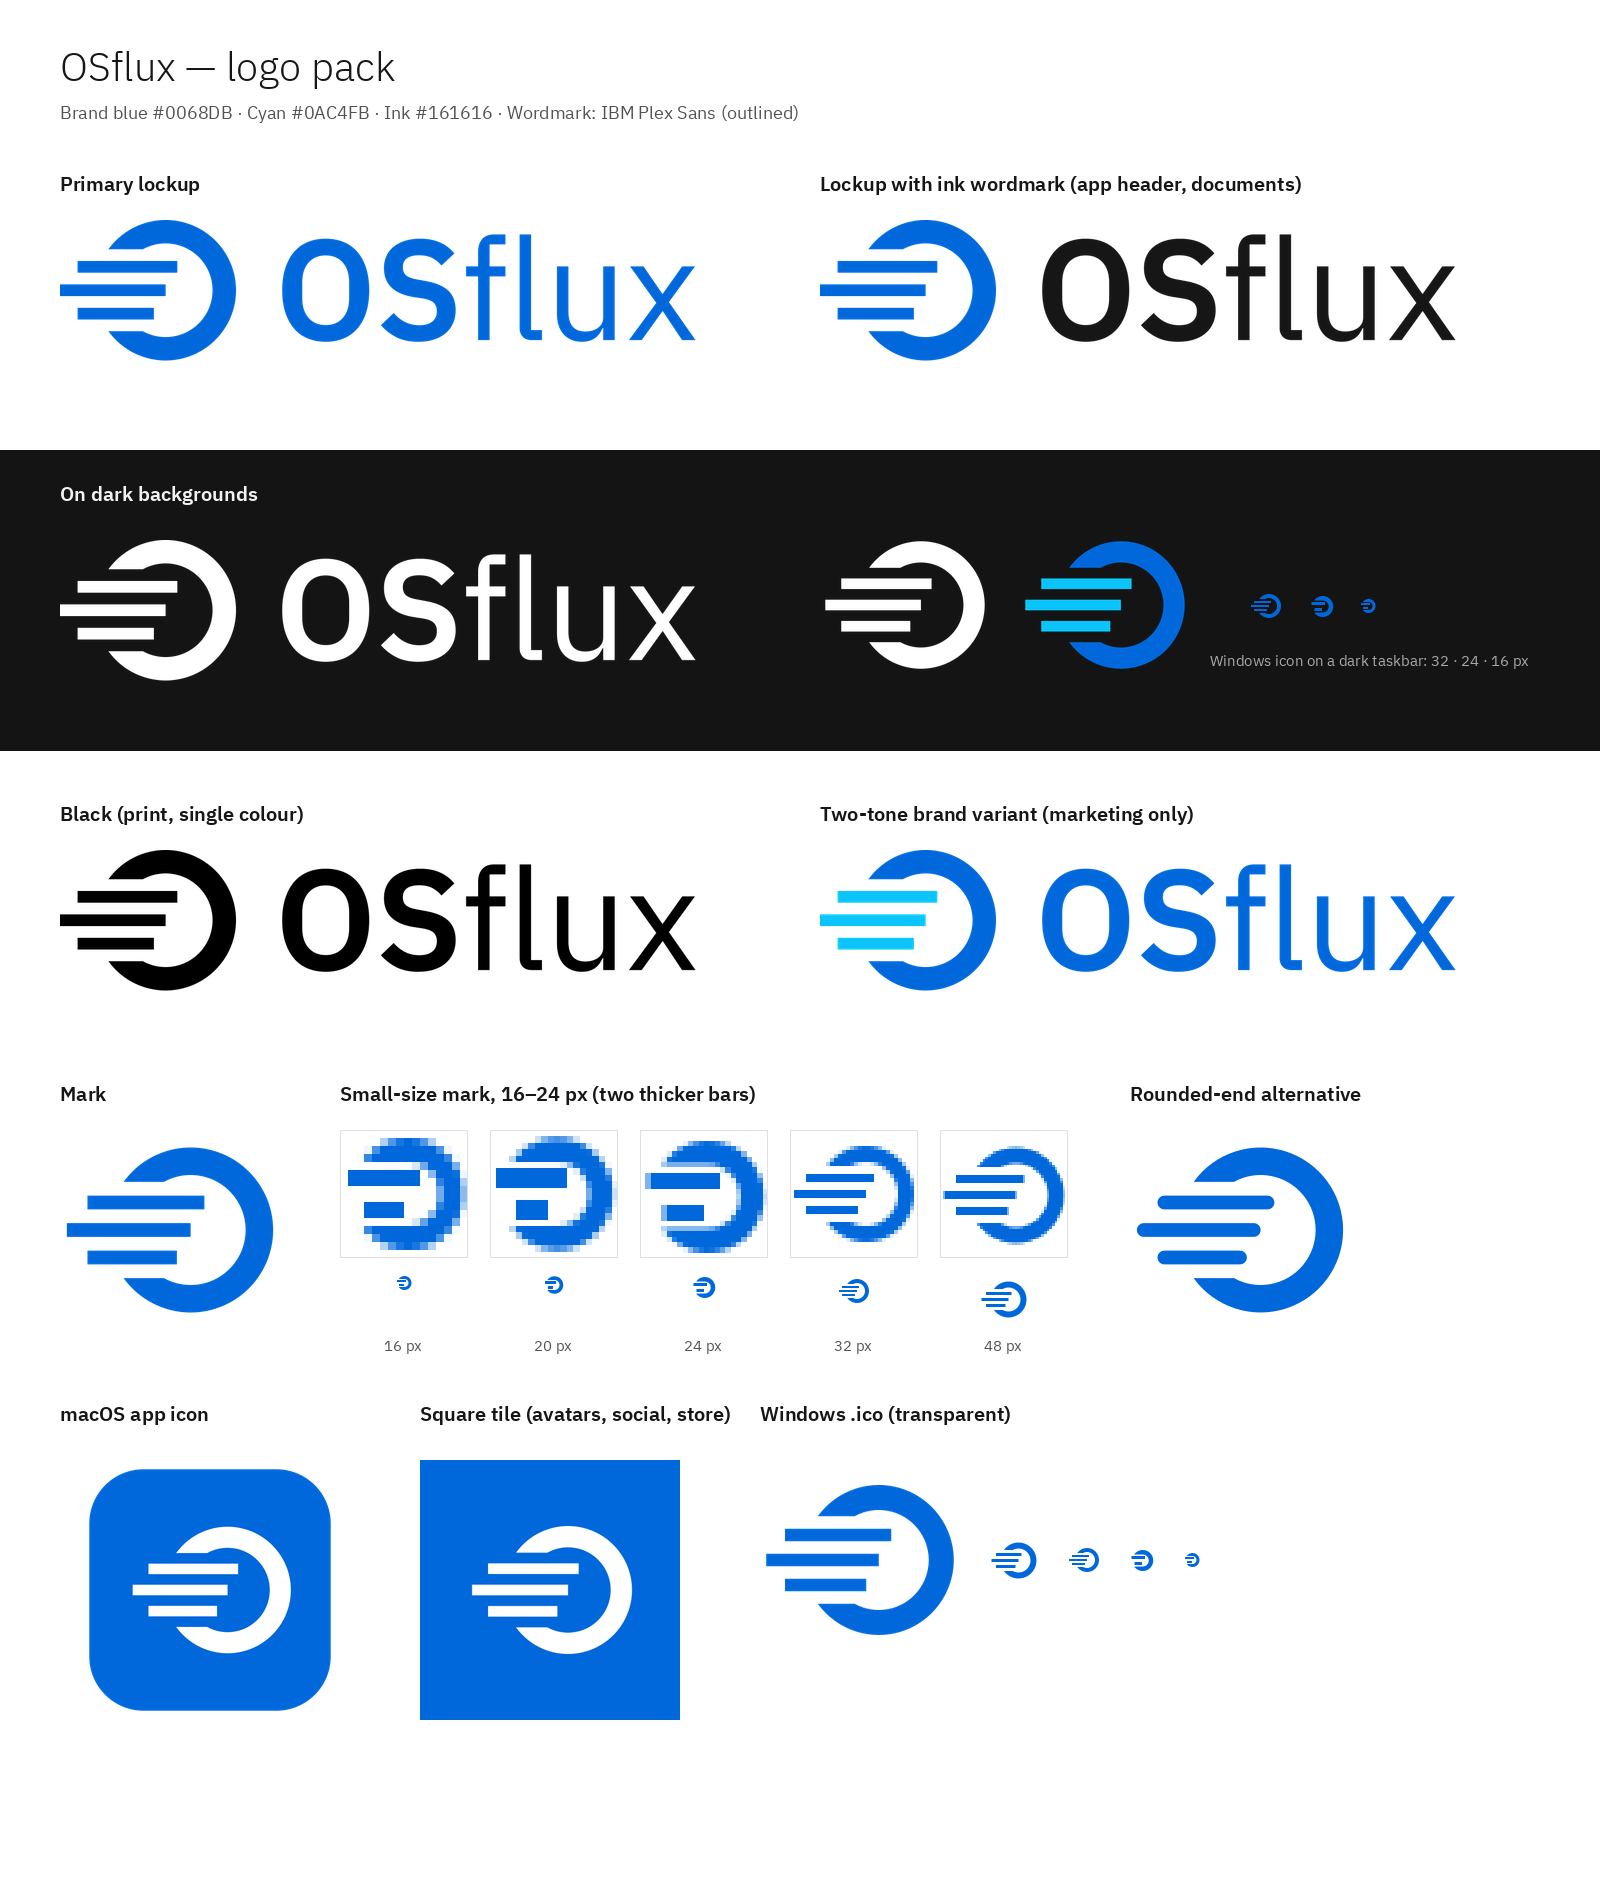 OSflux — logo pack
Brand blue #0068DB · Cyan #0AC4FB · Ink #161616 · Wordmark: IBM Plex Sans (outlined)
Primary lockup
Lockup with ink wordmark (app header, documents)
OSflux
OSflux
On dark backgrounds
OSflux
Windows icon on a dark taskbar: 32 · 24 · 16 px
Black (print, single colour)
Two-tone brand variant (marketing only)
OSflux
OSflux
Mark
Small-size mark, 16–24 px (two thicker bars)
Rounded-end alternative
16 px
20 px
24 px
32 px
48 px
macOS app icon
Square tile (avatars, social, store)
Windows .ico (transparent)